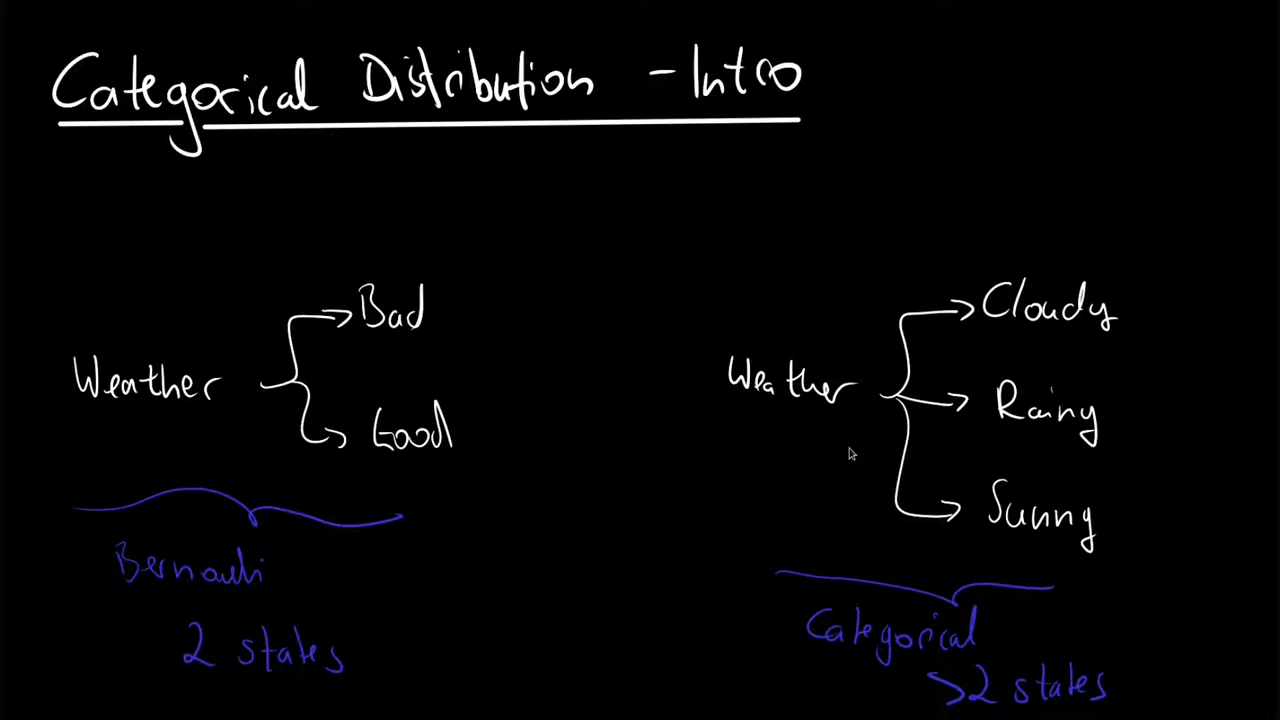 Categorical Distribution - Intro
Bad
Weather
Good
Bernoulli
2 states
Cloudy
Weather
Rainy
Sunny
Categorical
>2 states